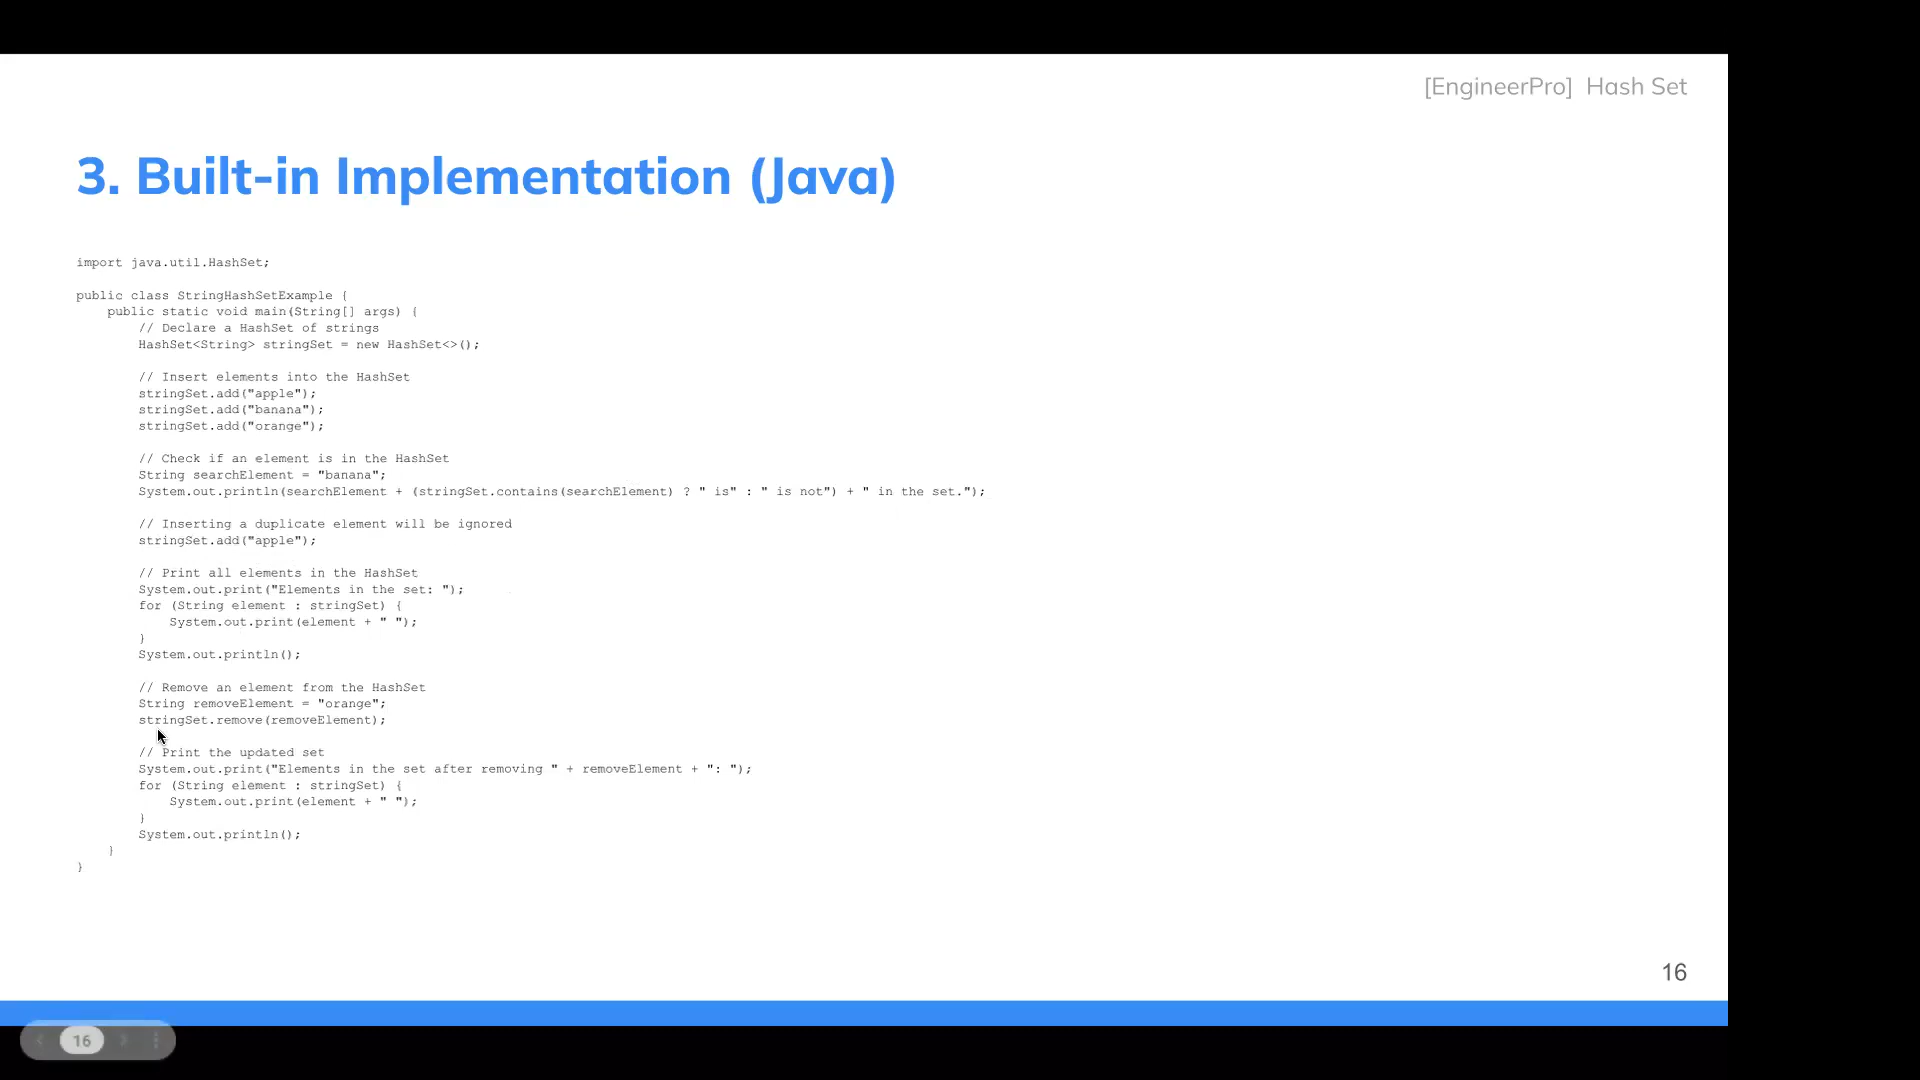 [EngineerPro] Hash Set
3. Built-in Implementation (Java)
import java.util.HashSet;
public class StringHashSetExample {
    public static void main(String[] args) {
        // Declare a HashSet of strings
        HashSet<String> stringSet = new HashSet<>();
        // Insert elements into the HashSet
        stringSet.add("apple");
        stringSet.add("banana");
        stringSet.add("orange");
        // Check if an element is in the HashSet
        String searchElement = "banana";
        System.out.println(searchElement + (stringSet.contains(searchElement) ? " is" : " is not") + " in the set.");
        // Inserting a duplicate element will be ignored
        stringSet.add("apple");
        // Print all elements in the HashSet
        System.out.print("Elements in the set: ");
        for (String element : stringSet) {
            System.out.print(element + " ");
        }
        System.out.println();
        // Remove an element from the HashSet
        String removeElement = "orange";
        stringSet.remove(removeElement);
        // Print the updated set
        System.out.print("Elements in the set after removing " + removeElement + ": ");
        for (String element : stringSet) {
            System.out.print(element + " ");
        }
        System.out.println();
    }
}
16
16